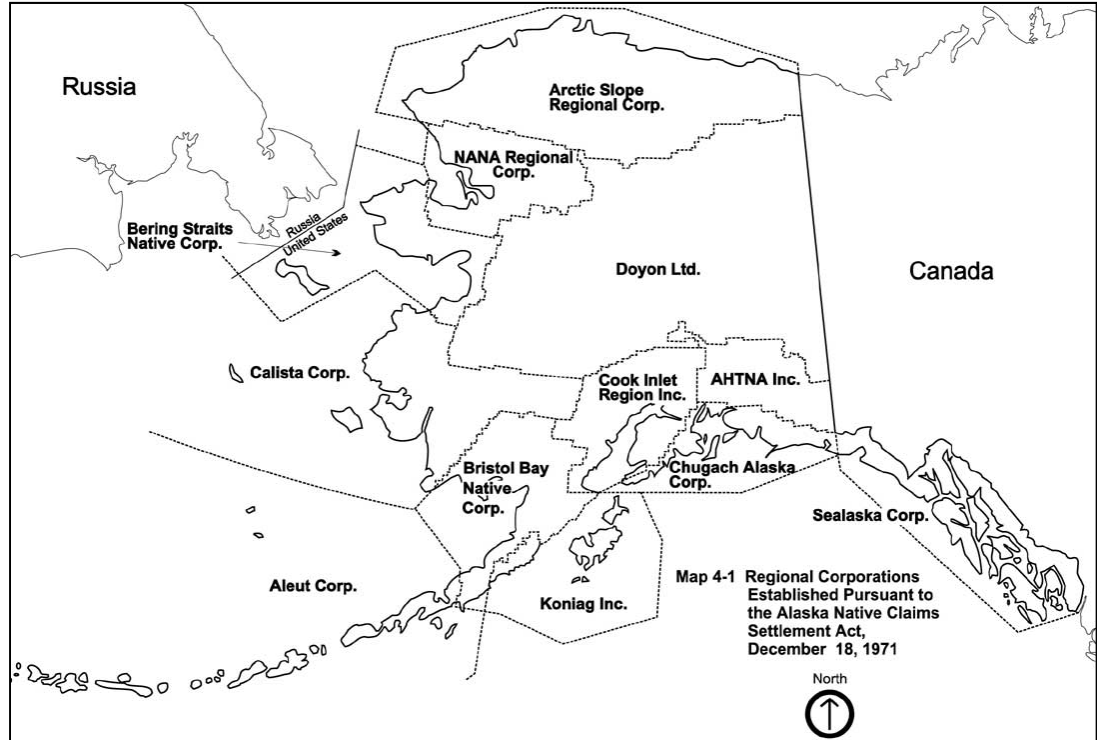 Russia
Arctic Slope
Regional Corp.
NANA Regional
Corp.
Bering Straits
Native Corp.
Russia
United States
Doyon Ltd.
Canada
Calista Corp.
Cook Inlet
Region Inc.
AHTNA Inc.
Bristol Bay
Native
Corp.
Chugach Alaska
Corp.
Sealaska Corp.
Aleut Corp.
Koniag Inc.
Map 4-1 Regional Corporations
Established Pursuant to
the Alaska Native Claims
Settlement Act,
December 18, 1971
North